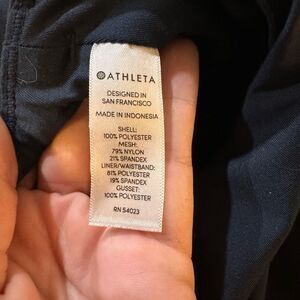 ATHLETA
DESIGNED IN
SAN FRANCISCO
MADE IN INDONESIA
SHELL:
100% POLYESTER
MESH:
79% NYLON
21% SPANDEX
LINER/WAISTBAND:
81% POLYESTER
19% SPANDEX
GUSSET:
100% POLYESTER
RN 54023